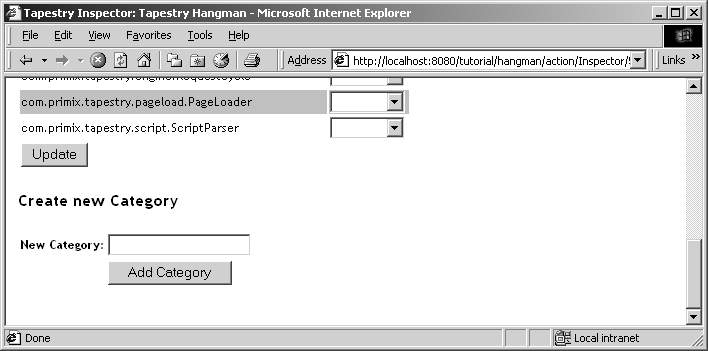 Tapestry Inspector: Tapestry Hangman - Microsoft Internet Explorer
File Edit View Favorites Tools Help
Address http://localhost:8080/tutorial/hangman/action/Inspector/ Links »
com.primix.tapestry.pageload.PageLoader
com.primix.tapestry.script.ScriptParser
Update
Create new Category
New Category:
Add Category
Done Local intranet